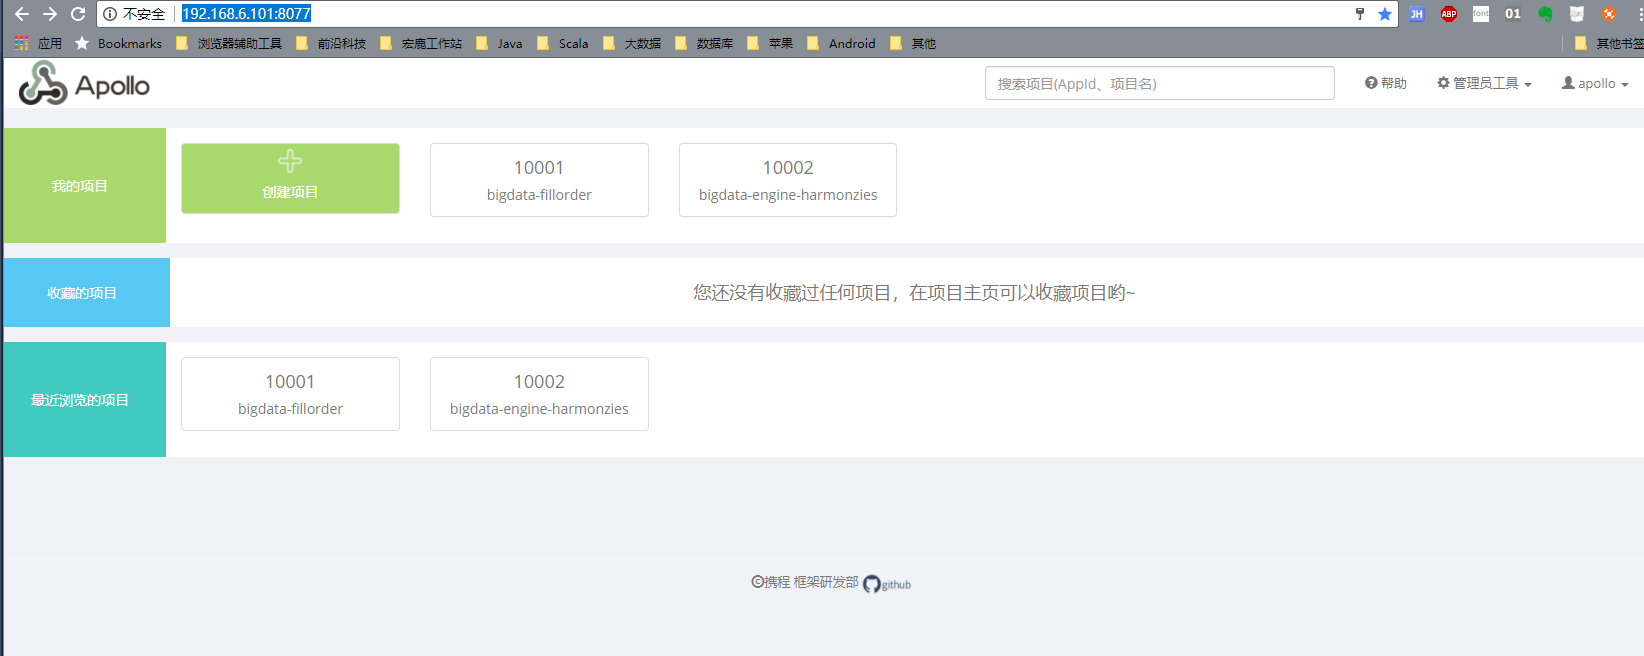 不安全 192.168.6.101:8077 JH ABP font 01
应用 Bookmarks 浏览器辅助工具 前沿科技 宏鹿工作站 Java Scala 大数据 数据库 苹果 Android 其他 其他书签
Apollo 搜索项目(AppId、项目名) 帮助 管理员工具 apollo
我的项目
创建项目
10001
bigdata-fillorder
10002
bigdata-engine-harmonzies
收藏的项目
您还没有收藏过任何项目，在项目主页可以收藏项目哟~
最近浏览的项目
10001
bigdata-fillorder
10002
bigdata-engine-harmonzies
©携程 框架研发部 github